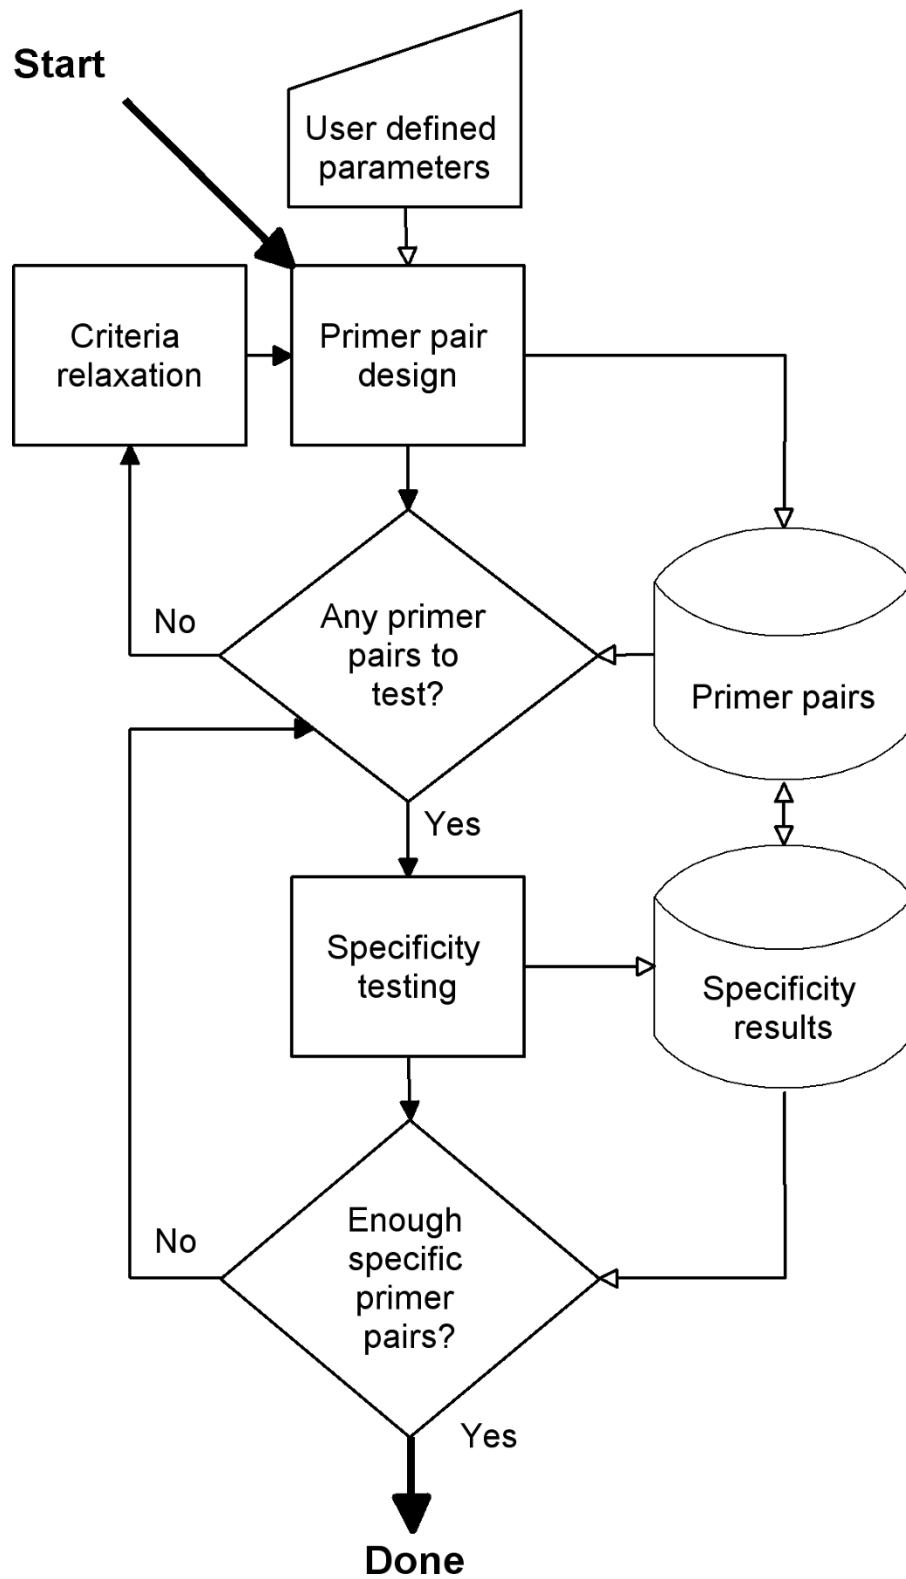 Start
User defined
parameters
Criteria
relaxation
Primer pair
design
No
Any primer
pairs to
test?
Primer pairs
Yes
Specificity
testing
Specificity
results
No
Enough
specific
primer
pairs?
Yes
Done